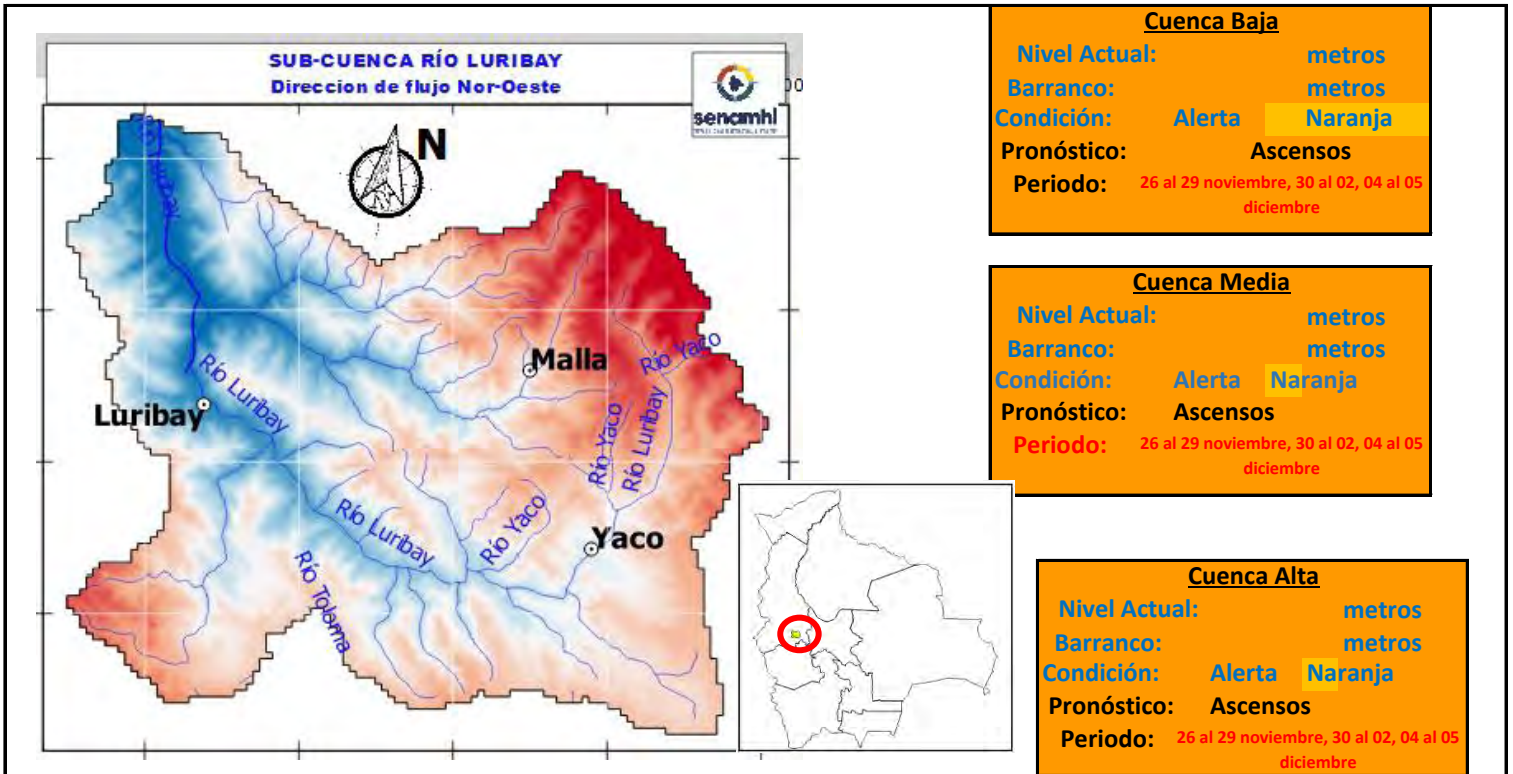 SUB-CUENCA RÍO LURIBAY
Direccion de flujo Nor-Oeste
senamhi
N
Río Luribay
Malla
Río Yaco
Luribay
Río Luribay
Río Yaco
Río Luribay
Río Luribay
Río Yaco
Yaco
Río Toloma
Cuenca Baja
Nivel Actual: metros
Barranco: metros
Condición: Alerta Naranja
Pronóstico: Ascensos
Periodo: 26 al 29 noviembre, 30 al 02, 04 al 05
diciembre
Cuenca Media
Nivel Actual: metros
Barranco: metros
Condición: Alerta Naranja
Pronóstico: Ascensos
Periodo: 26 al 29 noviembre, 30 al 02, 04 al 05
diciembre
Cuenca Alta
Nivel Actual: metros
Barranco: metros
Condición: Alerta Naranja
Pronóstico: Ascensos
Periodo: 26 al 29 noviembre, 30 al 02, 04 al 05
diciembre